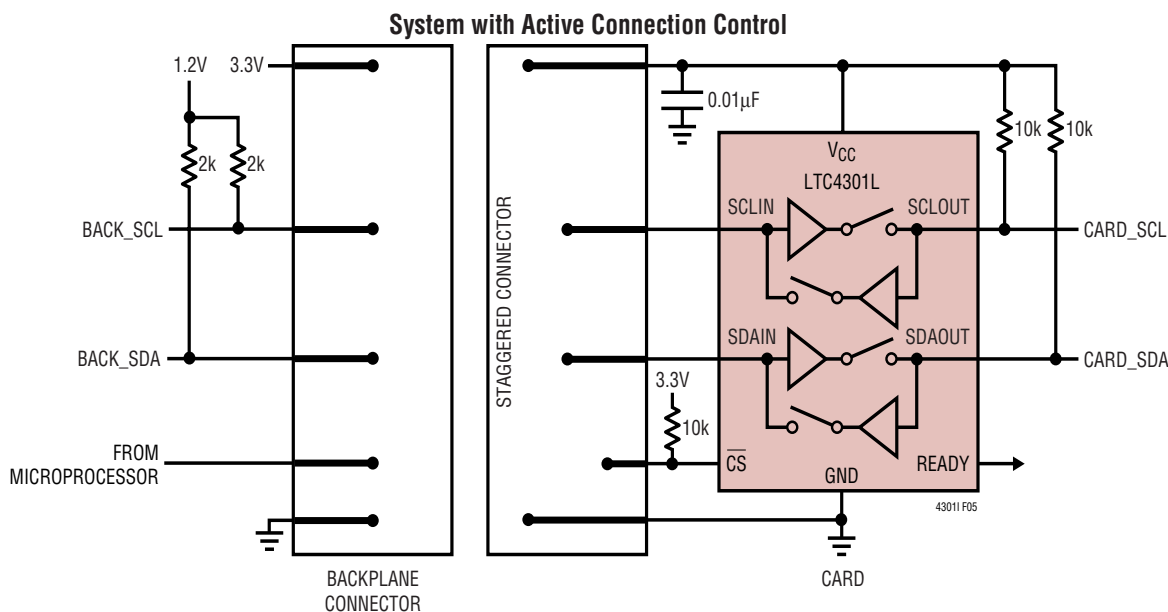 System with Active Connection Control
1.2V
3.3V
2k
2k
BACK_SCL
BACK_SDA
FROM
MICROPROCESSOR
BACKPLANE
CONNECTOR
STAGGERED CONNECTOR
0.01µF
10k
10k
VCC
LTC4301L
SCLIN
SCLOUT
CARD_SCL
SDAIN
SDAOUT
CARD_SDA
3.3V
10k
CS
READY
GND
4301I F05
CARD